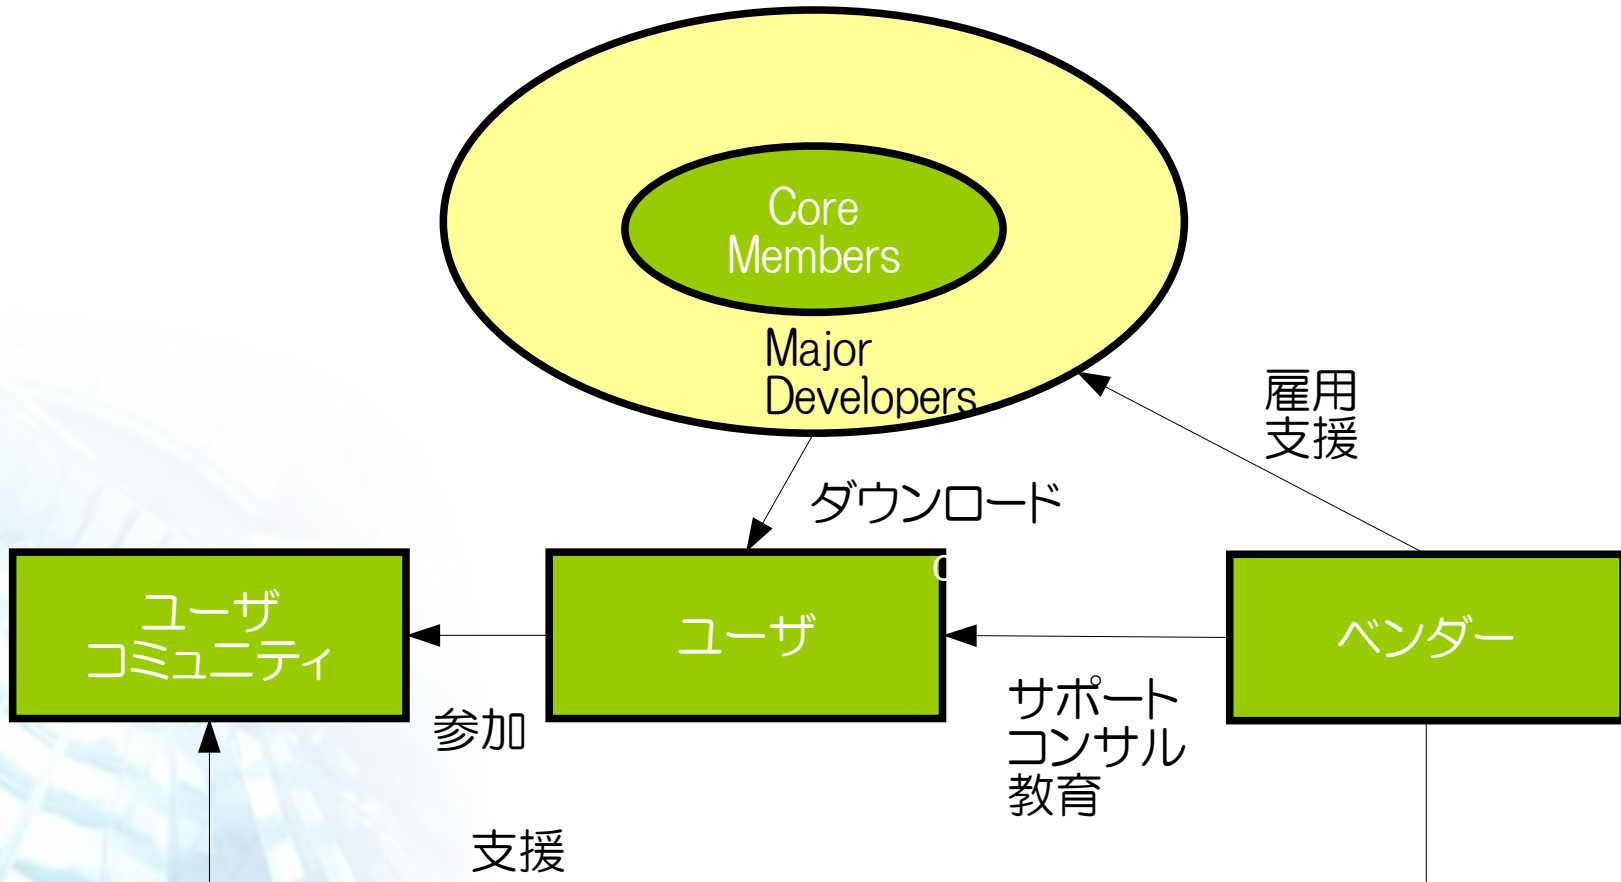 Core
Members
Major
Developers
雇用
支援
ダウンロード
ユーザ
コミュニティ
ユーザ
ベンダー
参加
サポート
コンサル
教育
支援